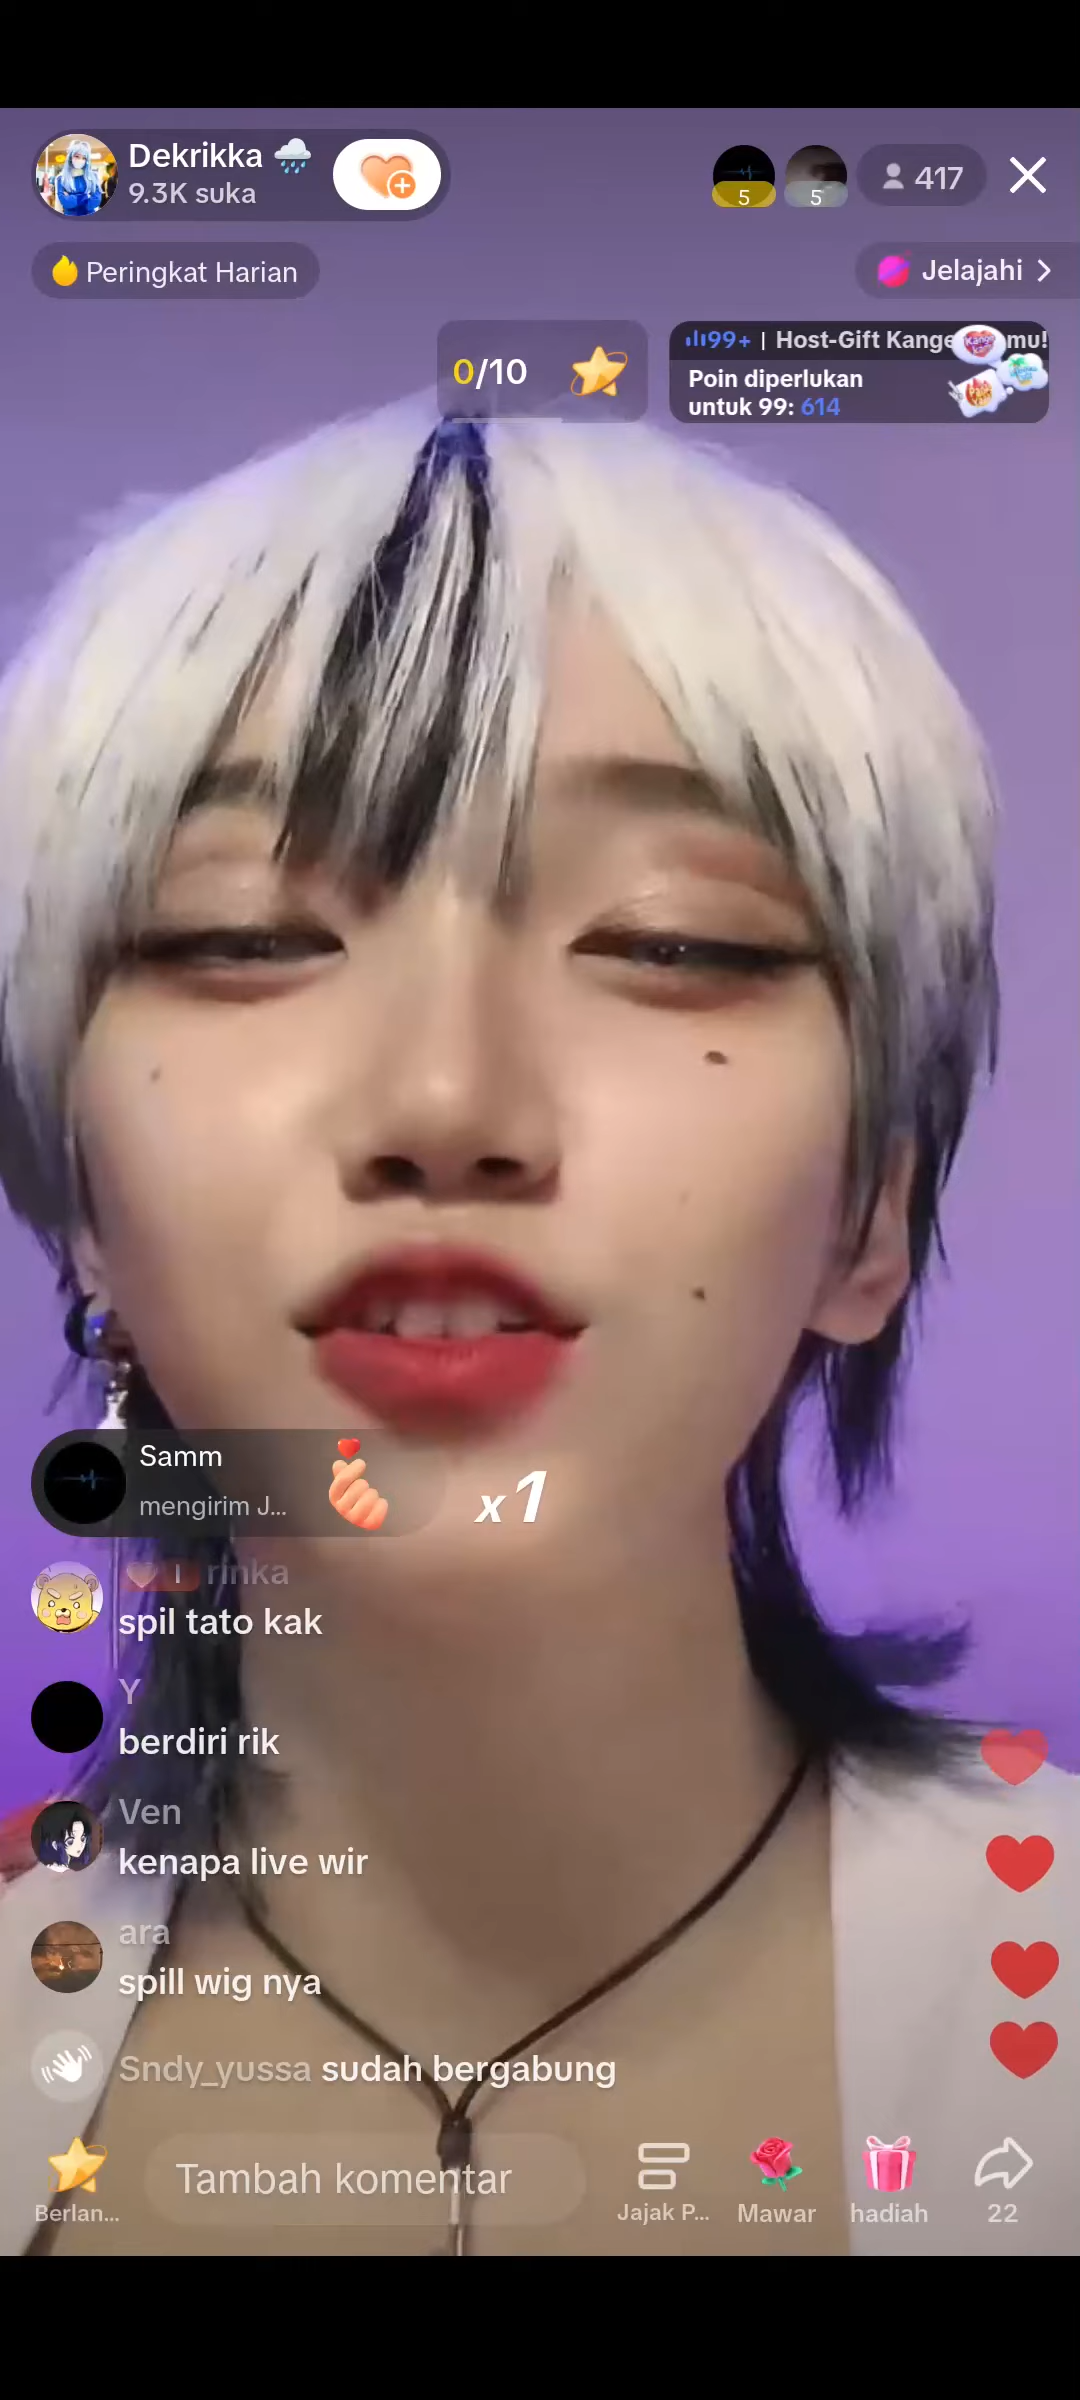 Dekrikka
9.3K suka
5
5
417
Peringkat Harian
Jelajahi
0/10
99+ | Host-Gift
mu!
Poin diperlukan
untuk 99: 614
Samm
mengirim J...
x1
I rinka
spil tato kak
Y
berdiri rik
Ven
kenapa live wir
ara
spill wig nya
Sndy_yussa sudah bergabung
Berlan...
Tambah komentar
Jajak P...
Mawar
hadiah
22